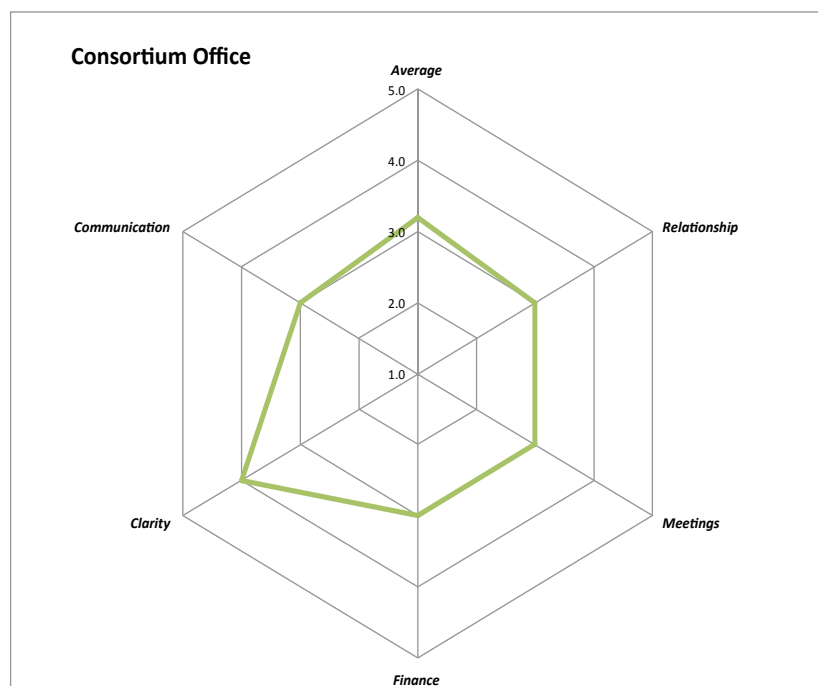 Consortium Office
Average
5.0
4.0
Communication
Relationship
3.0
2.0
1.0
Clarity
Meetings
Finance